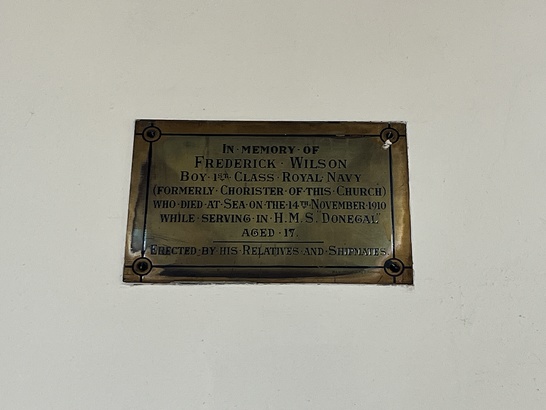 IN · MEMORY · OF
FREDERICK · WILSON
BOY · 1ST · CLASS · ROYAL · NAVY
(FORMERLY · CHORISTER · OF · THIS · CHURCH)
WHO · DIED · AT · SEA · ON · THE · 14TH · NOVEMBER · 1910
WHILE · SERVING · IN · H.M.S. DONEGAL"
AGED · 17.
ERECTED · BY · HIS · RELATIVES · AND · SHIPMATES.